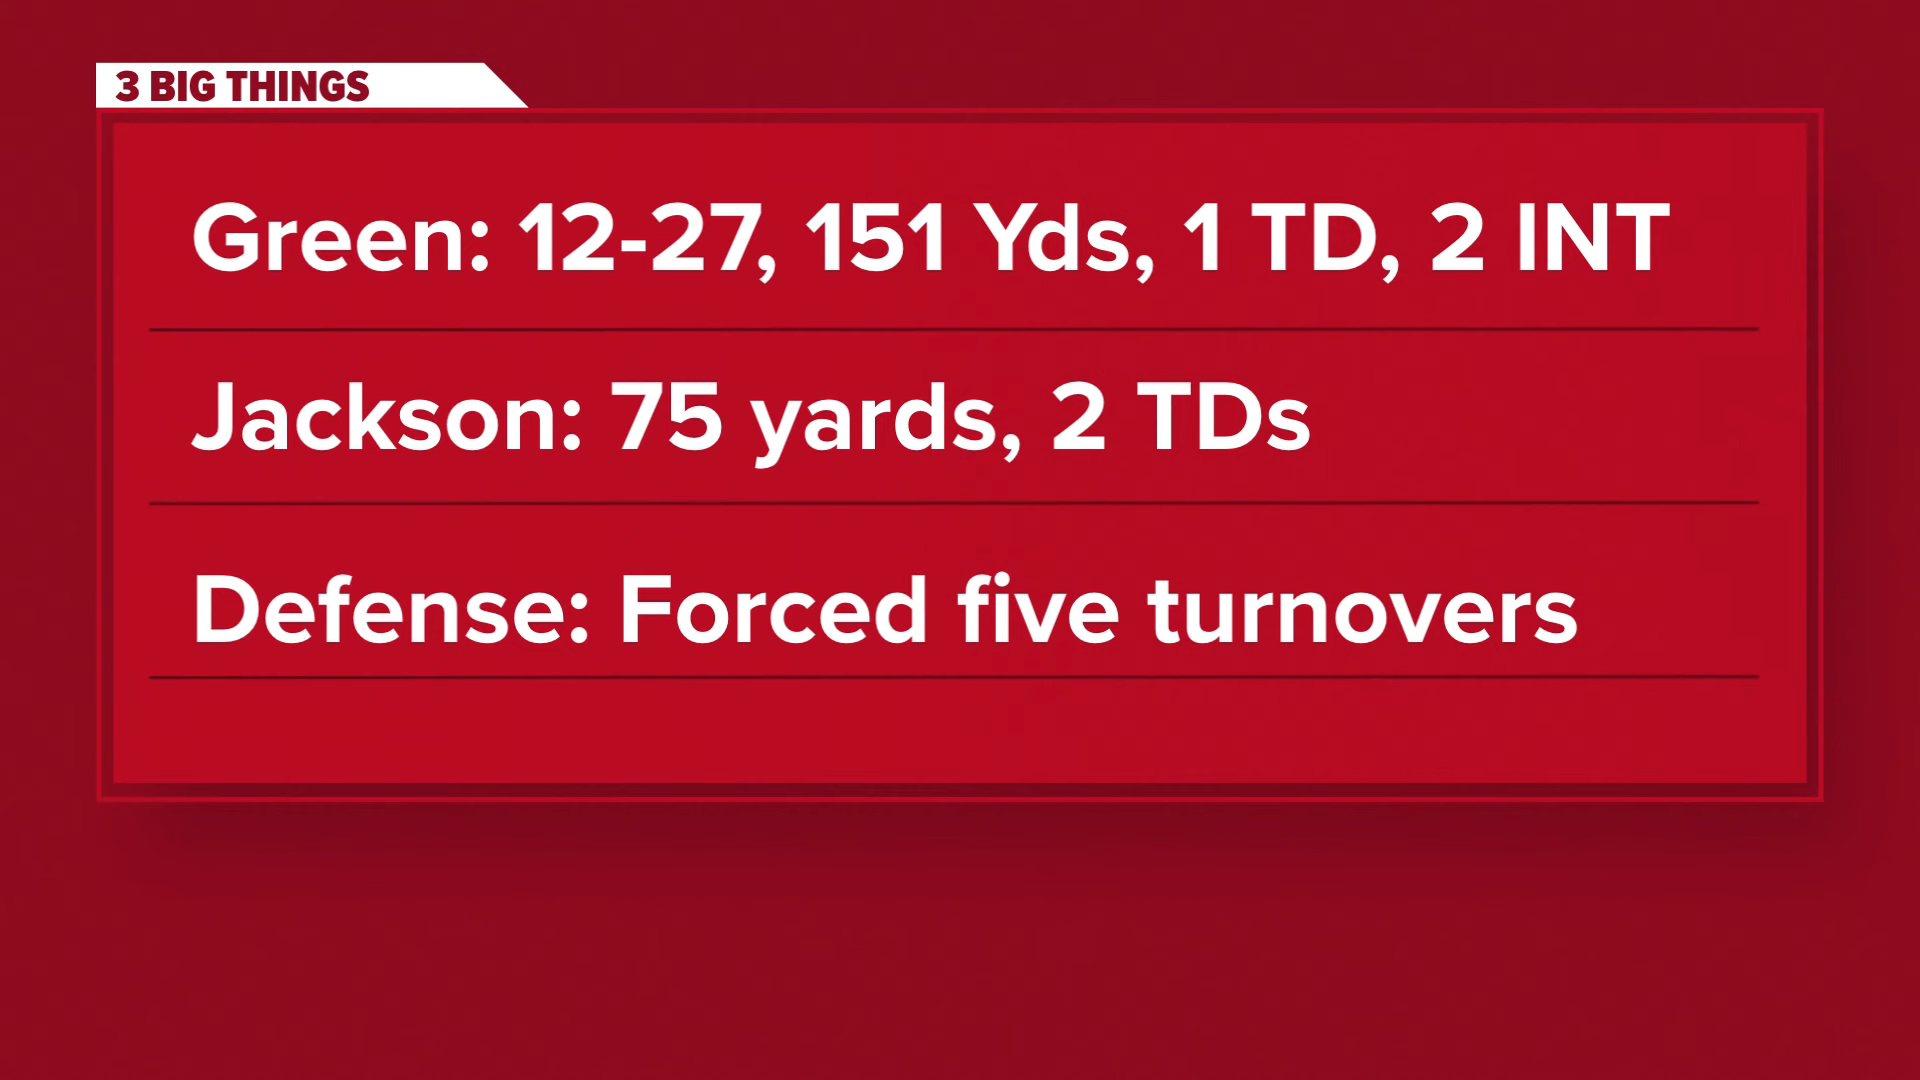 3 BIG THINGS
Green: 12-27, 151 Yds, 1 TD, 2 INT
Jackson: 75 yards, 2 TDs
Defense: Forced five turnovers